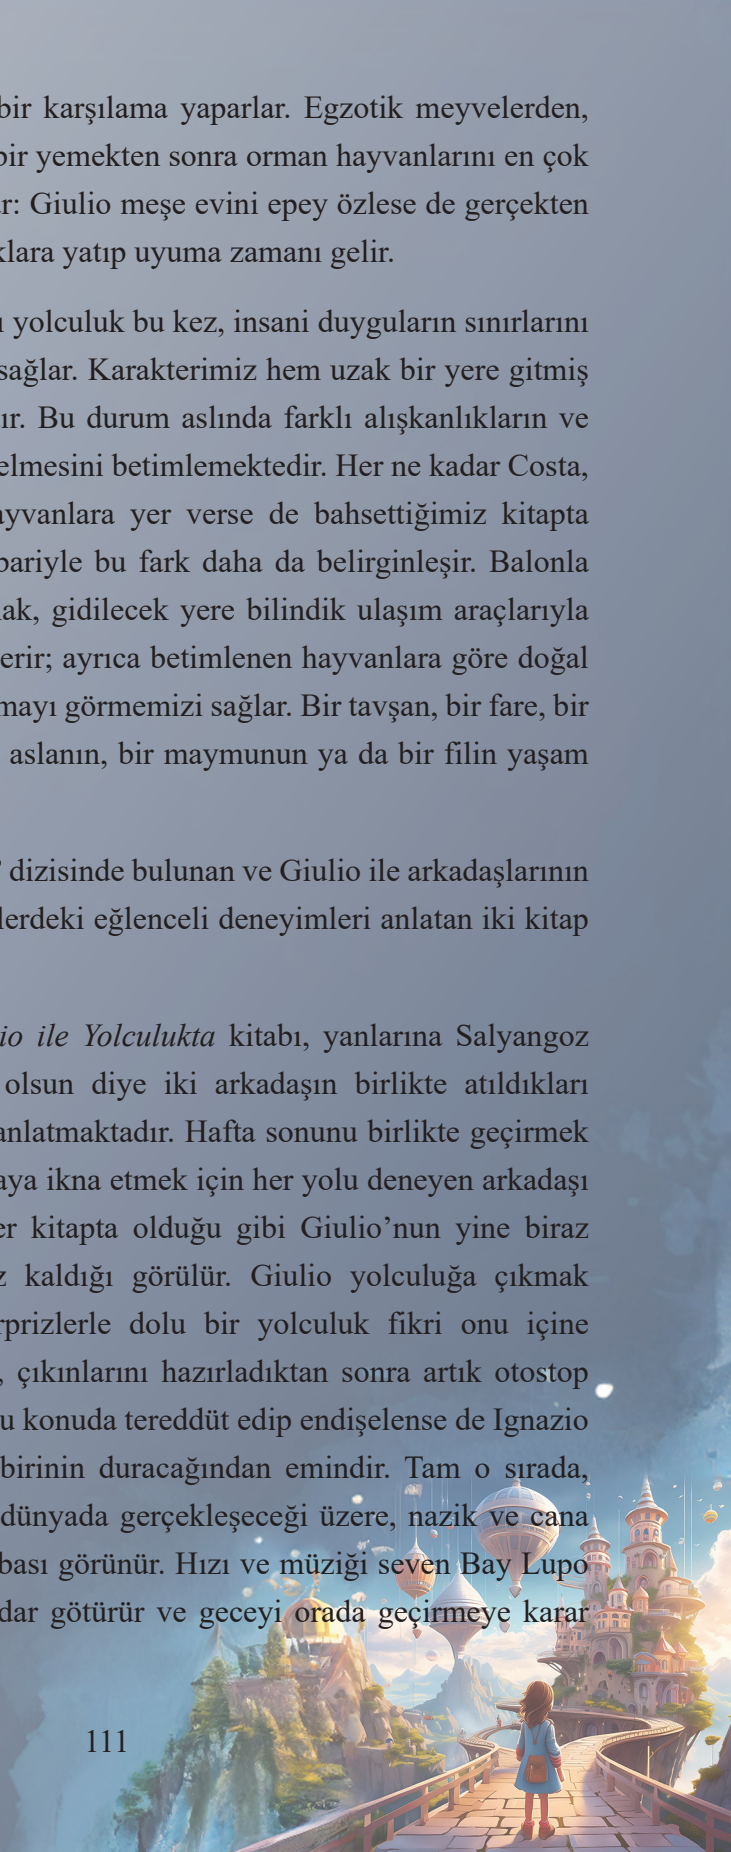 bir karşılama yaparlar. Egzotik meyvelerden,
bir yemekten sonra orman hayvanlarını en çok
r: Giulio meşe evini epey özlese de gerçekten
klara yatıp uyuma zamanı gelir.
ı yolculuk bu kez, insani duyguların sınırlarını
sağlar. Karakterimiz hem uzak bir yere gitmiş
ır. Bu durum aslında farklı alışkanlıkların ve
elmesini betimlemektedir. Her ne kadar Costa,
ayvanlara yer verse de bahsettiğimiz kitapta
bariyle bu fark daha da belirginleşir. Balonla
ak, gidilecek yere bilindik ulaşım araçlarıyla
erir; ayrıca betimlenen hayvanlara göre doğal
mayı görmemizi sağlar. Bir tavşan, bir fare, bir
aslanın, bir maymunun ya da bir filin yaşam
” dizisinde bulunan ve Giulio ile arkadaşlarının
lerdeki eğlenceli deneyimleri anlatan iki kitap
io ile Yolculukta kitabı, yanlarına Salyangoz
olsun diye iki arkadaşın birlikte atıldıkları
anlatmaktadır. Hafta sonunu birlikte geçirmek
aya ikna etmek için her yolu deneyen arkadaşı
er kitapta olduğu gibi Giulio’nun yine biraz
z kaldığı görülür. Giulio yolculuğa çıkmak
rprizlerle dolu bir yolculuk fikri onu içine
, çıkınlarını hazırladıktan sonra artık otostop
u konuda tereddüt edip endişelense de Ignazio
birinin duracağından emindir. Tam o sırada,
dünyada gerçekleşeceği üzere, nazik ve cana
bası görünür. Hızı ve müziği seven Bay Lupo
dar götürür ve geceyi orada geçirmeye karar
111